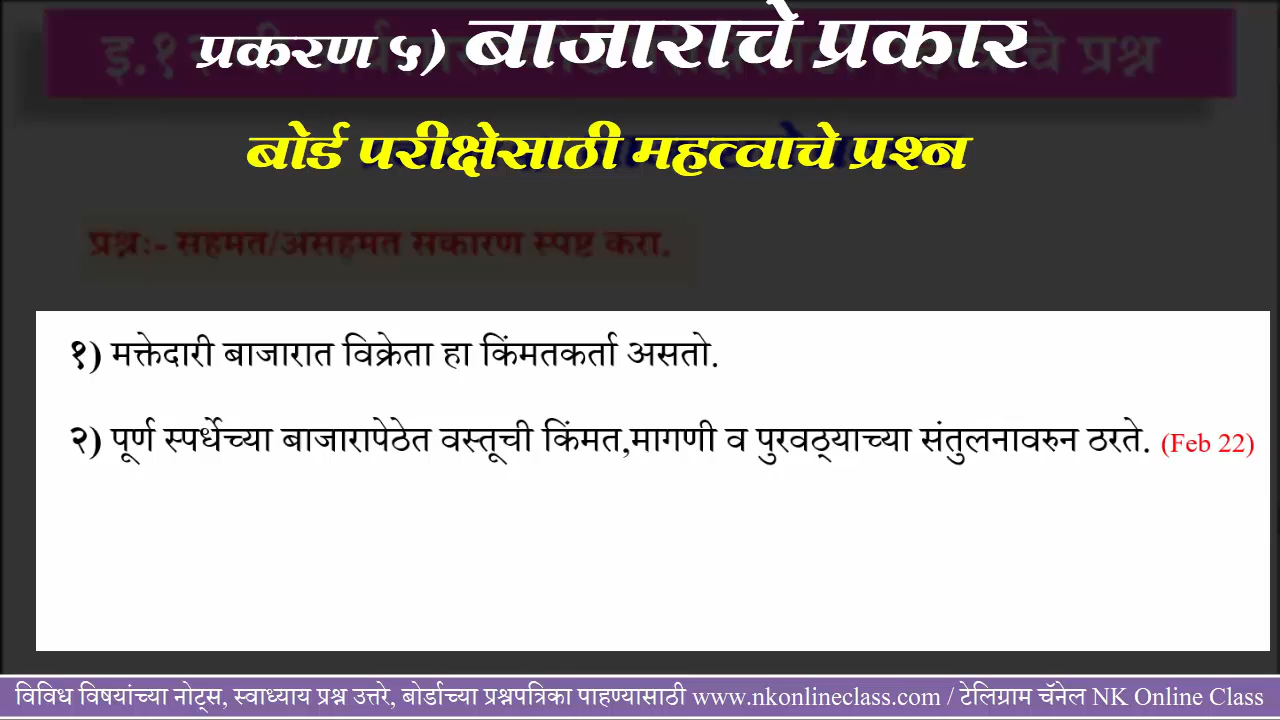 प्रकरण ५) बाजाराचे प्रकार
बोर्ड परीक्षेसाठी महत्वाचे प्रश्न
प्रश्नः- सहमत/असहमत सकारण स्पष्ट करा.
१) मक्तेदारी बाजारात विक्रेता हा किंमतकर्ता असतो.
२) पूर्ण स्पर्धेच्या बाजारापेठेत वस्तूची किंमत,मागणी व पुरवठ्याच्या संतुलनावरुन ठरते. (Feb 22)
विविध विषयांच्या नोट्स, स्वाध्याय प्रश्न उत्तरे, बोर्डाच्या प्रश्नपत्रिका पाहण्यासाठी www.nkonlineclass.com / टेलिग्राम चॅनेल NK Online Class